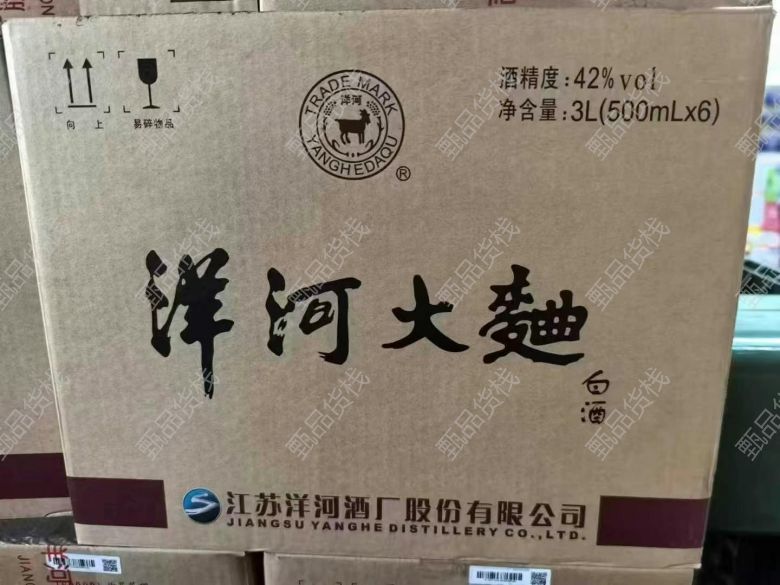 向 上
易碎物品
TRADE MARK
洋河
YANGHEDAQU
®
酒精度：42%vol
净含量：3L(500mLx6)
洋河大麯
白酒
江苏洋河酒厂股份有限公司
JIANGSU YANGHE DISTILLERY CO.,LTD.
甄品货栈